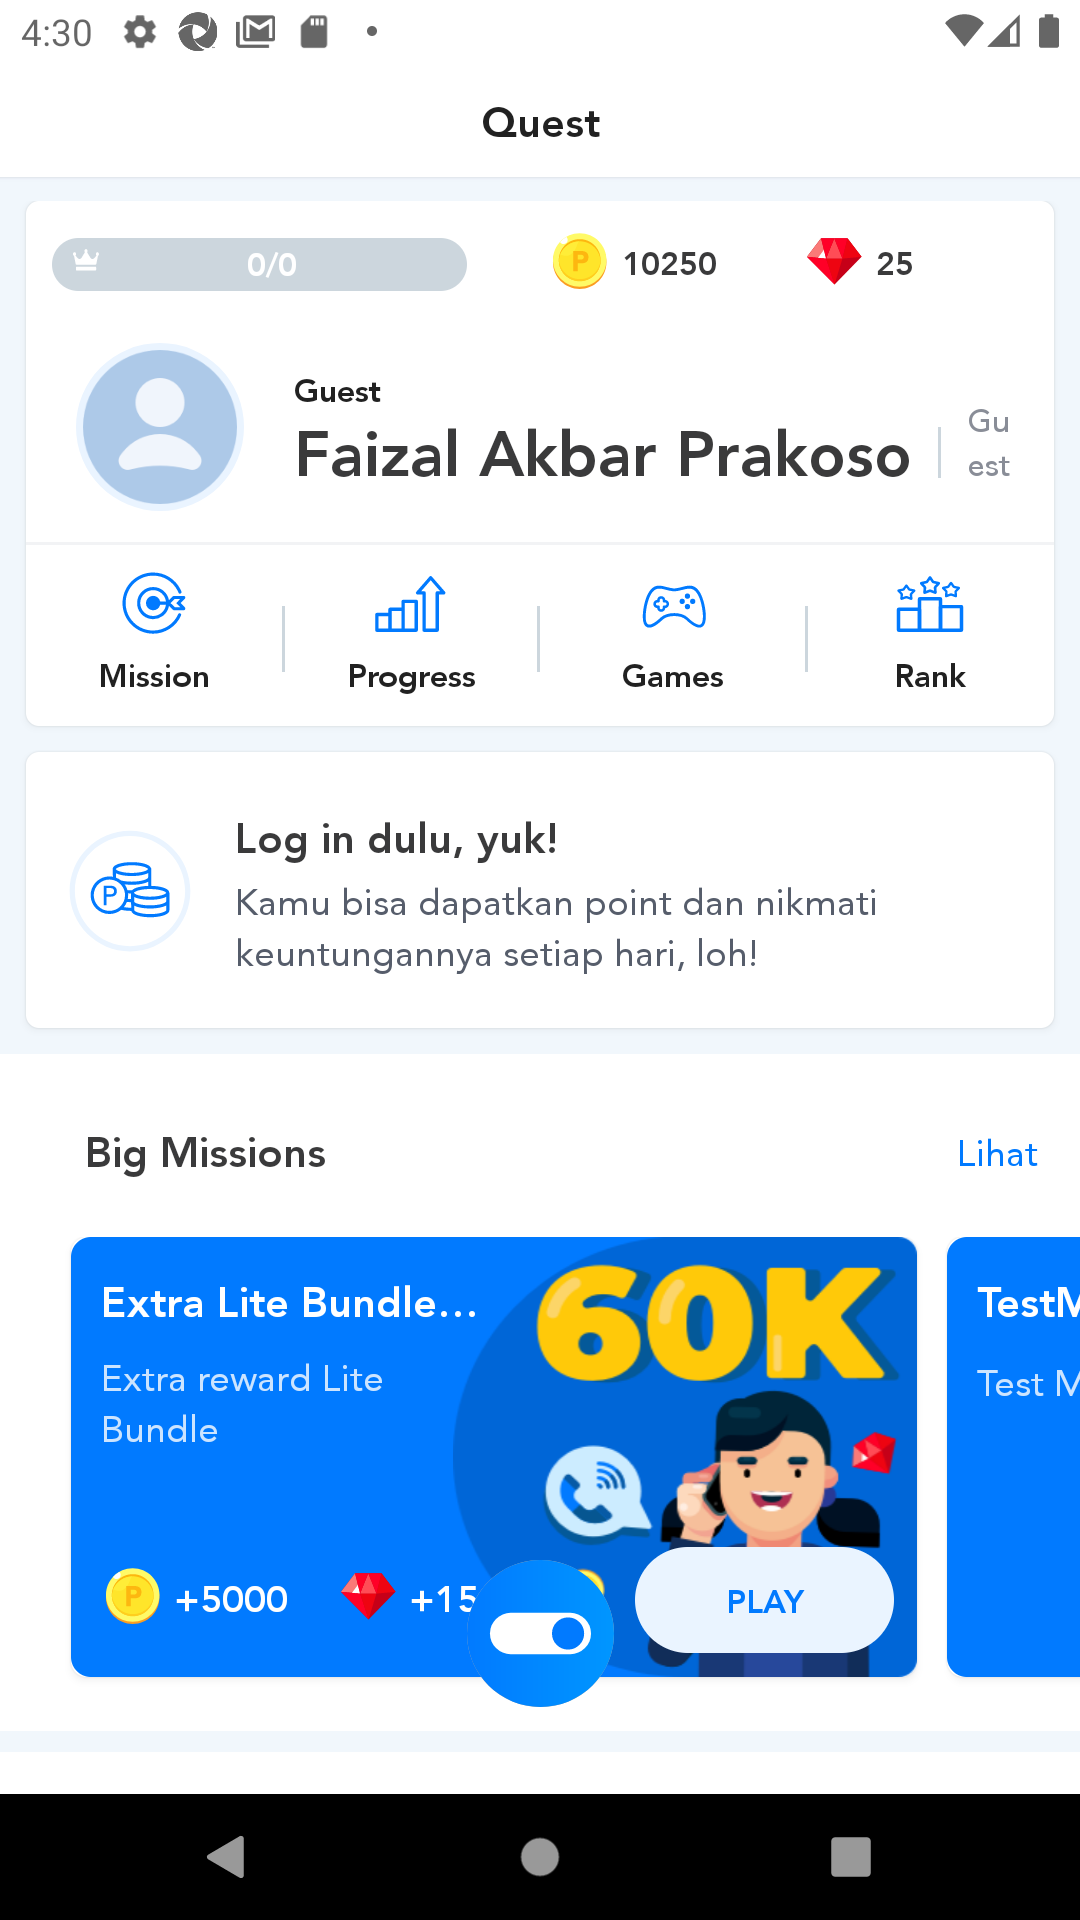 4:30
Quest
0/0
P 10250
25
Guest
Faizal Akbar Prakoso
Gu
est
Mission
Progress
Games
Rank
Log in dulu, yuk!
P
Kamu bisa dapatkan point dan nikmati
keuntungannya setiap hari, loh!
Big Missions
Lihat
Extra Lite Bundle...
60K
Extra reward Lite
Bundle
P +5000
+15
PLAY
TestM
Test M